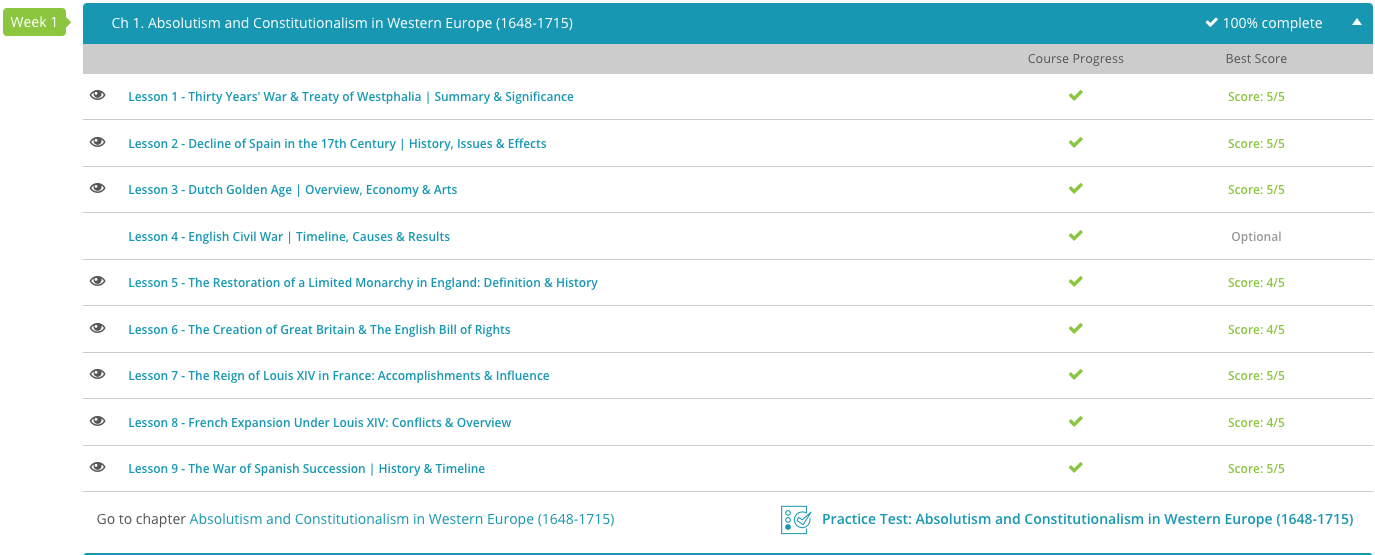 Week 1
Ch 1. Absolutism and Constitutionalism in Western Europe (1648-1715) 100% complete
Course Progress Best Score
Lesson 1 - Thirty Years' War & Treaty of Westphalia | Summary & Significance Score: 5/5
Lesson 2 - Decline of Spain in the 17th Century | History, Issues & Effects Score: 5/5
Lesson 3 - Dutch Golden Age | Overview, Economy & Arts Score: 5/5
Lesson 4 - English Civil War | Timeline, Causes & Results Optional
Lesson 5 - The Restoration of a Limited Monarchy in England: Definition & History Score: 4/5
Lesson 6 - The Creation of Great Britain & The English Bill of Rights Score: 4/5
Lesson 7 - The Reign of Louis XIV in France: Accomplishments & Influence Score: 5/5
Lesson 8 - French Expansion Under Louis XIV: Conflicts & Overview Score: 4/5
Lesson 9 - The War of Spanish Succession | History & Timeline Score: 5/5
Go to chapter Absolutism and Constitutionalism in Western Europe (1648-1715) Practice Test: Absolutism and Constitutionalism in Western Europe (1648-1715)